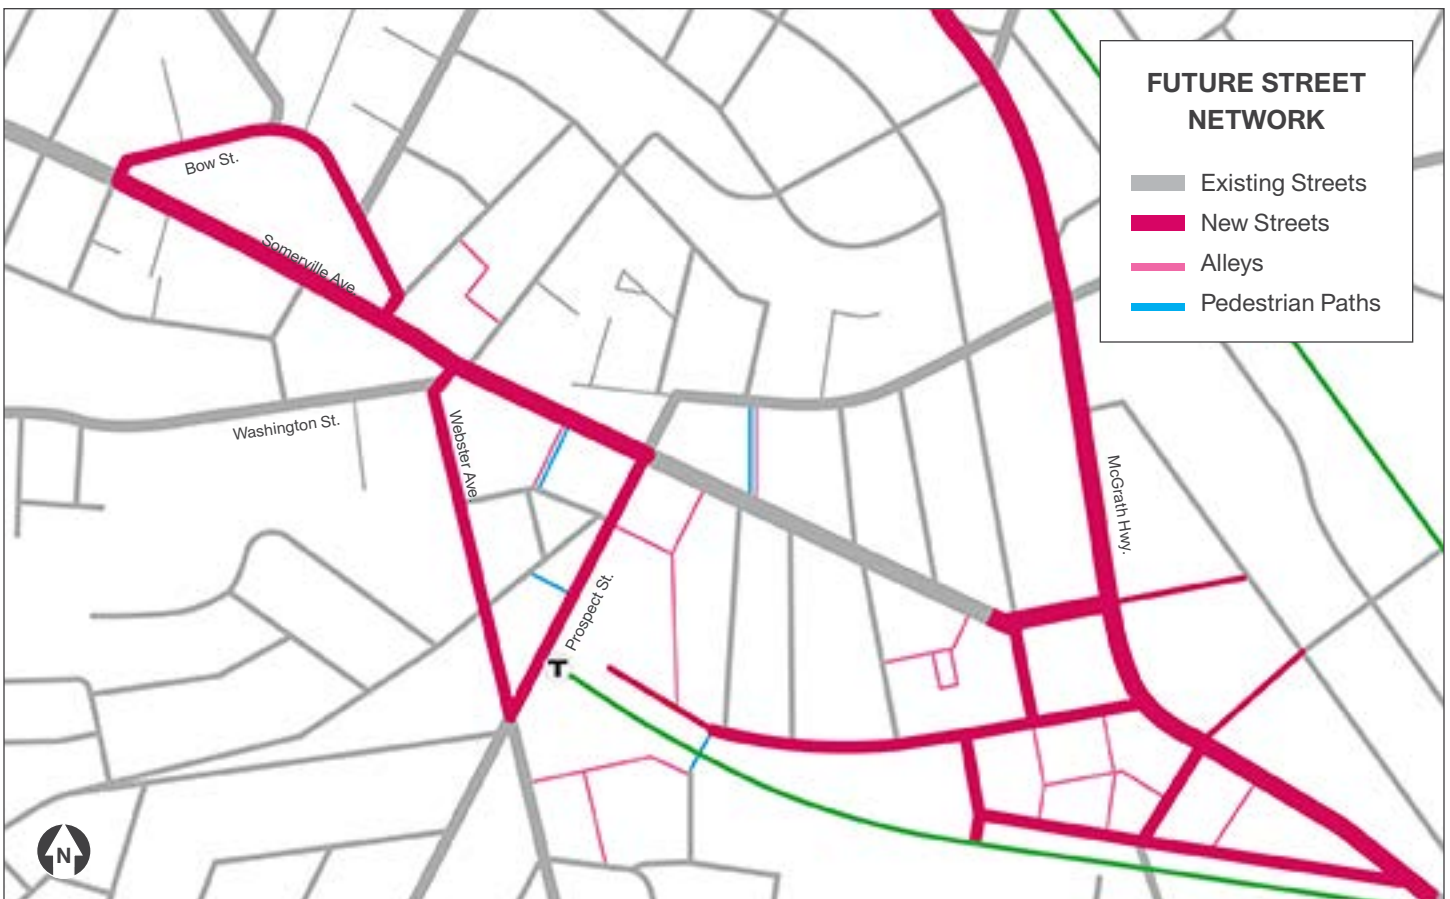 FUTURE STREET
NETWORK
Existing Streets
New Streets
Alleys
Pedestrian Paths
Bow St.
Somerville Ave.
Washington St.
Webster Ave.
McGrath Hwy.
Prospect St.
T
N